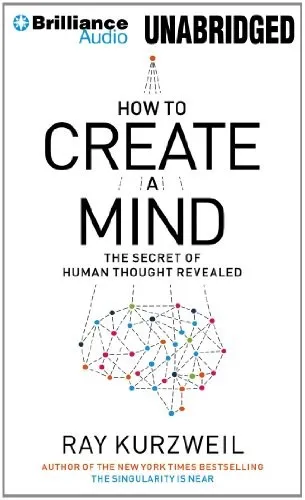 Brilliance Audio UNABRIDGED
HOW TO
CREATE
A
MIND
THE SECRET OF
HUMAN THOUGHT REVEALED
RAY KURZWEIL
AUTHOR OF THE NEW YORK TIMES BESTSELLING
THE SINGULARITY IS NEAR